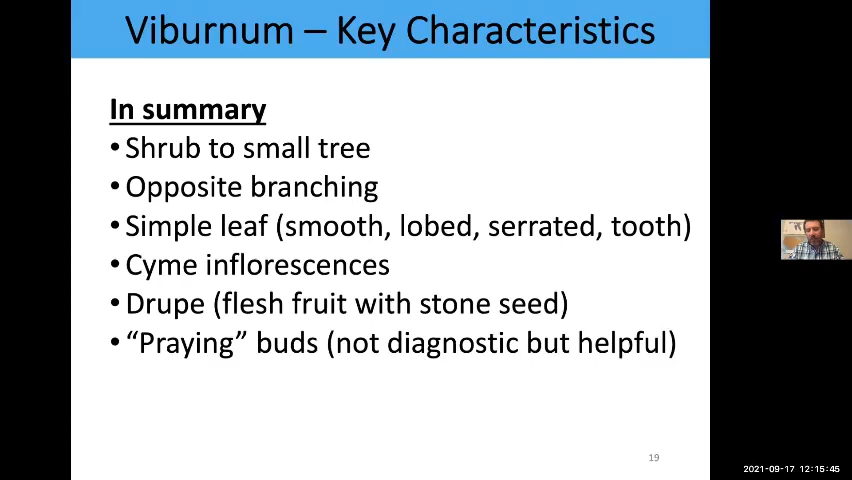 Viburnum – Key Characteristics
In summary
•Shrub to small tree
•Opposite branching
•Simple leaf (smooth, lobed, serrated, tooth)
•Cyme inflorescences
•Drupe (flesh fruit with stone seed)
•“Praying” buds (not diagnostic but helpful)
19
2021-09-17 12:15:45